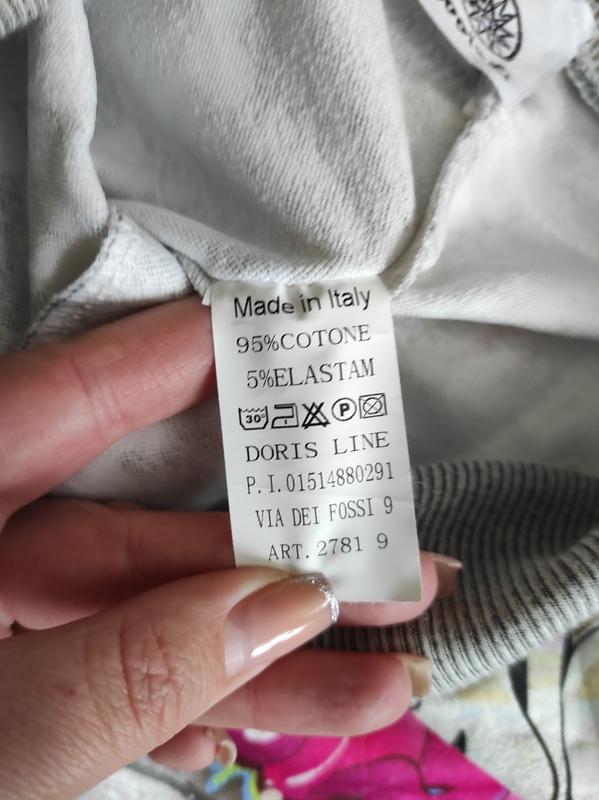 Made in Italy
95%COTONE
5%ELASTAM
30° P
DORIS LINE
P.I.01514880291
VIA DEI FOSSI 9
ART. 2781 9